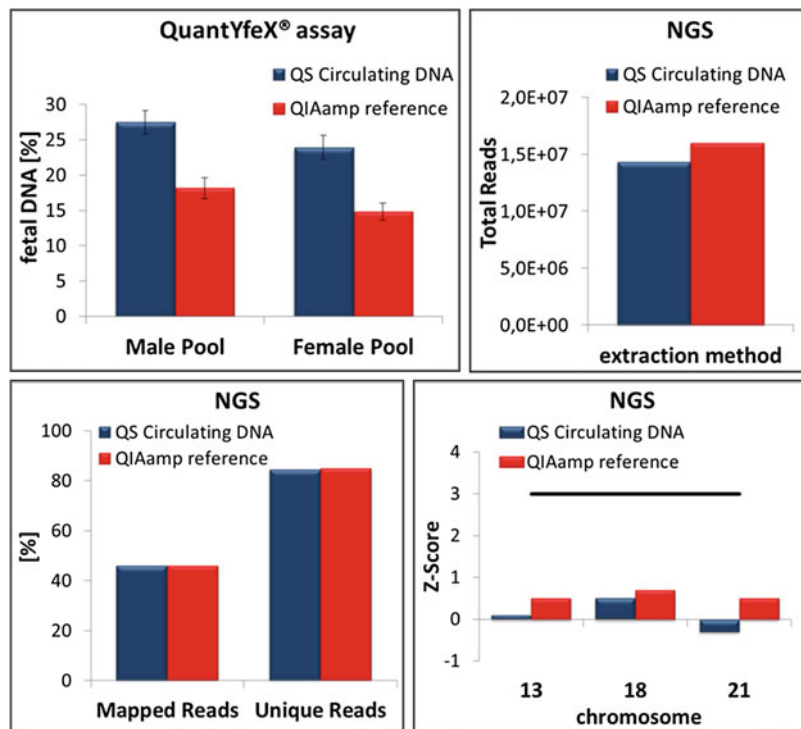 QuantYfeX® assay
QS Circulating DNA
QIAamp reference
fetal DNA [%]
30
25
20
15
10
5
0
Male Pool Female Pool
NGS
QS Circulating DNA
QIAamp reference
Total Reads
2,0E+07
1,5E+07
1,0E+07
5,0E+06
0,0E+00
extraction method
NGS
QS Circulating DNA
QIAamp reference
[%]
100
80
60
40
20
0
Mapped Reads Unique Reads
NGS
QS Circulating DNA
QIAamp reference
Z-Score
4
3
2
1
0
-1
13 18 21
chromosome